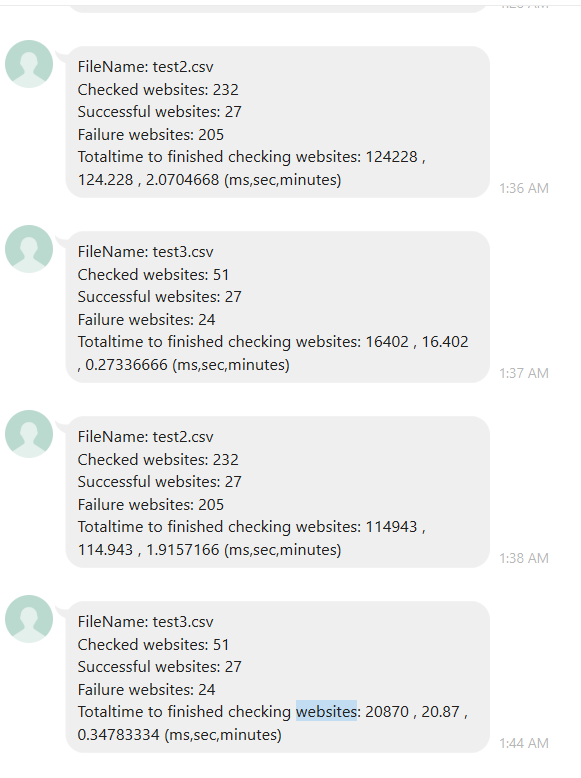 FileName: test2.csv
Checked websites: 232
Successful websites: 27
Failure websites: 205
Totaltime to finished checking websites: 124228 ,
124.228 , 2.0704668 (ms,sec,minutes)
1:36 AM
FileName: test3.csv
Checked websites: 51
Successful websites: 27
Failure websites: 24
Totaltime to finished checking websites: 16402 , 16.402
, 0.27336666 (ms,sec,minutes)
1:37 AM
FileName: test2.csv
Checked websites: 232
Successful websites: 27
Failure websites: 205
Totaltime to finished checking websites: 114943 ,
114.943 , 1.9157166 (ms,sec,minutes)
1:38 AM
FileName: test3.csv
Checked websites: 51
Successful websites: 27
Failure websites: 24
Totaltime to finished checking websites: 20870 , 20.87 ,
0.34783334 (ms,sec,minutes)
1:44 AM